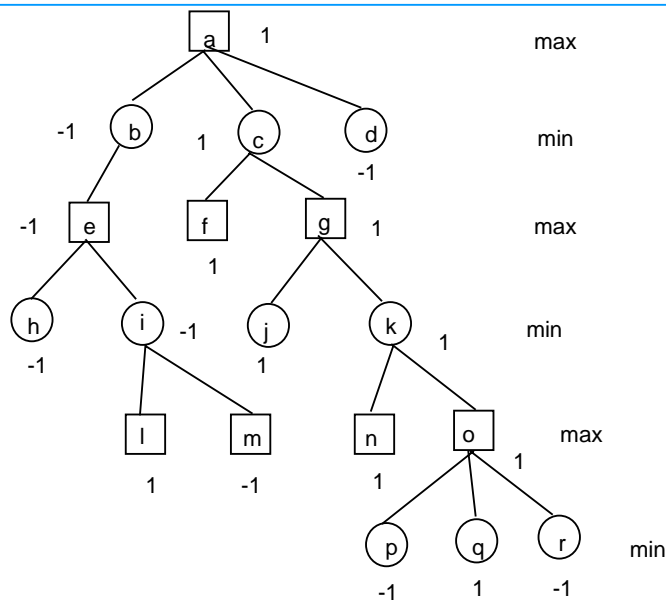 a 1 max
-1 b 1 c d min
-1
-1 e f g 1 max
1
h i -1 j k 1 min
-1 1
l m n o max
1 -1 1 1
p q r min
-1 1 -1